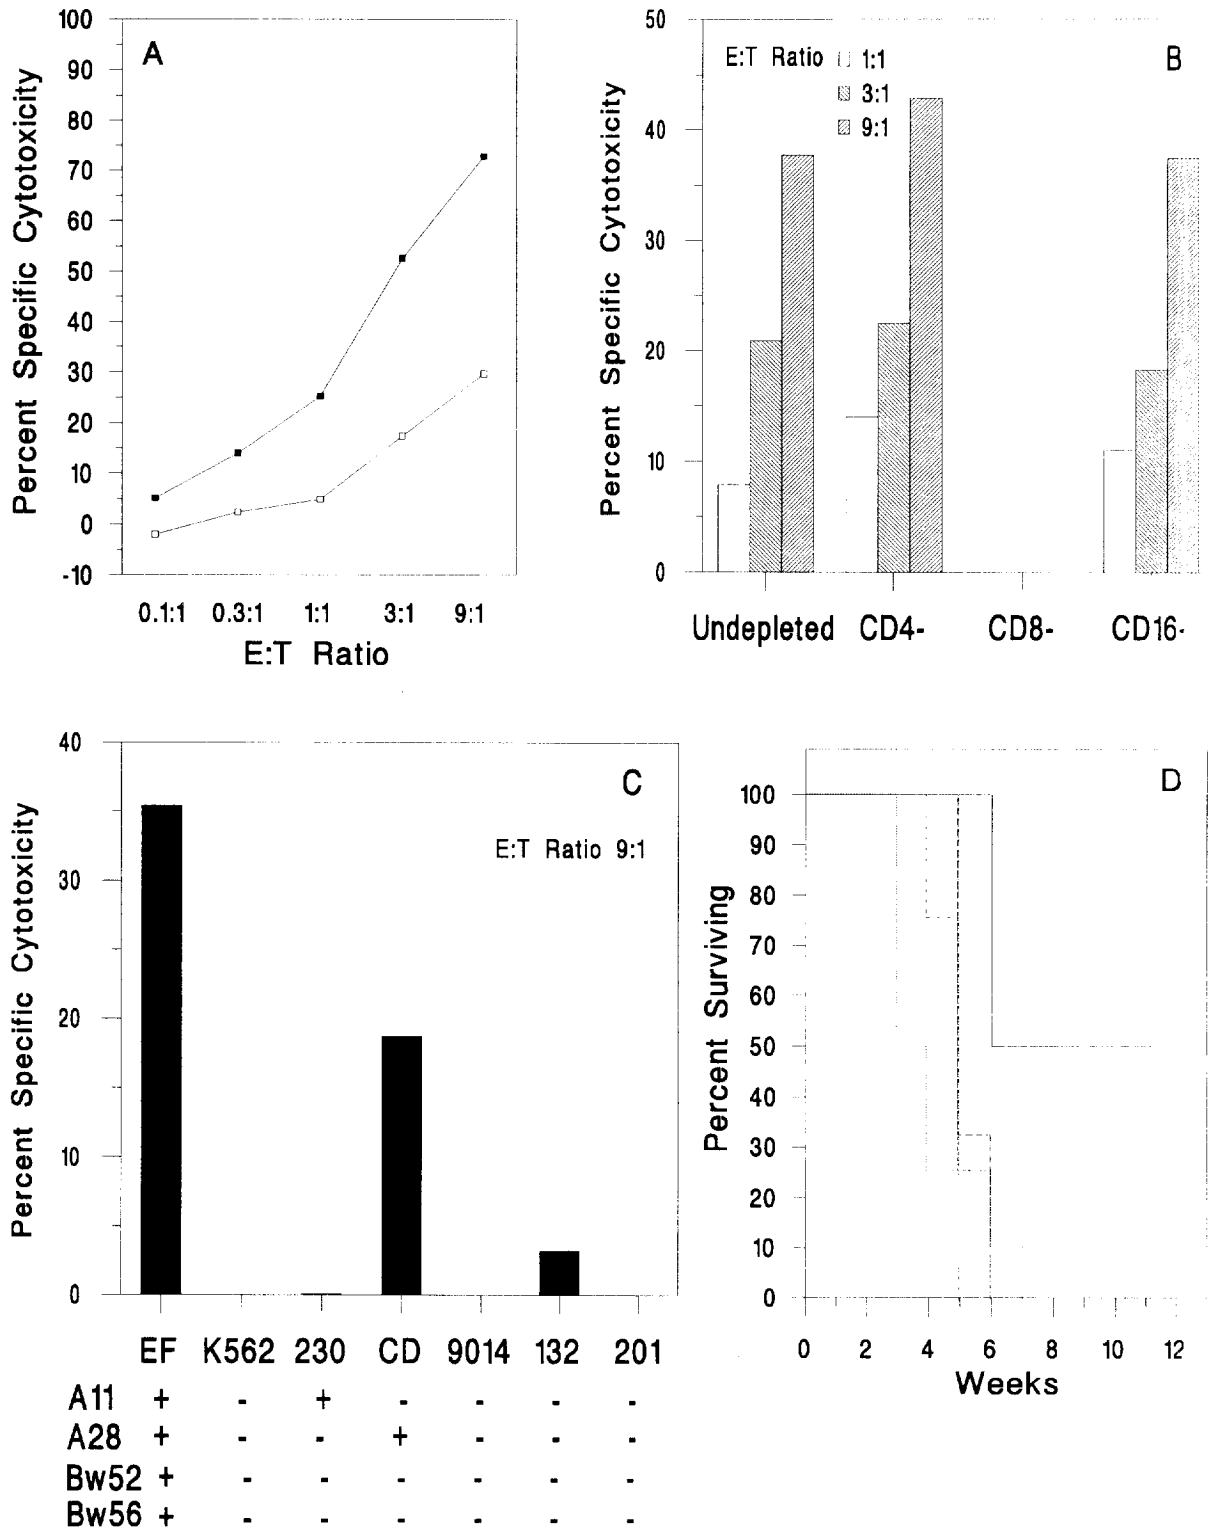 A
Percent Specific Cytotoxicity
100
90
80
70
60
50
40
30
20
10
0
-10
0.1:1 0.3:1 1:1 3:1 9:1
E:T Ratio
B
Percent Specific Cytotoxicity
50
40
30
20
10
0
E:T Ratio 1:1
3:1
9:1
Undepleted CD4- CD8- CD16-
C
Percent Specific Cytotoxicity
40
30
20
10
0
E:T Ratio 9:1
EF K562 230 CD 9014 132 201
A11 + - + - - - -
A28 + - - + - - -
Bw52 + - - - - - -
Bw56 + - - - - - -
D
Percent Surviving
100
90
80
70
60
50
40
30
20
10
0
0 2 4 6 8 10 12
Weeks